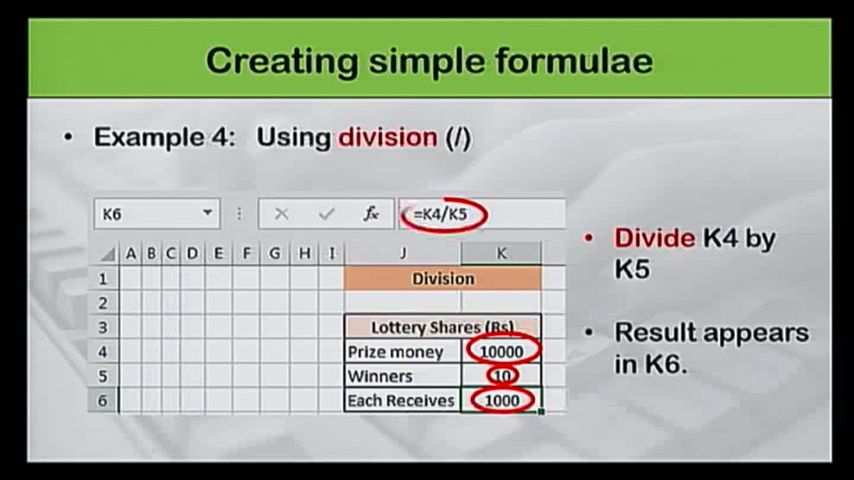 Creating simple formulae
• Example 4: Using division (/)
K6 fx =K4/K5
A B C D E F G H I J K
1 Division
2
3 Lottery Shares (Rs)
4 Prize money 10000
5 Winners 10
6 Each Receives 1000
• Divide K4 by
K5
• Result appears
in K6.